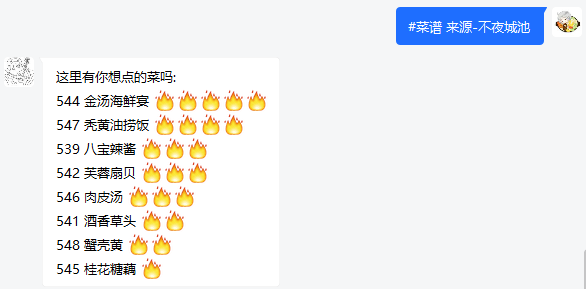 #菜谱 来源-不夜城池
这里有你想点的菜吗:
544 金汤海鲜宴 🔥🔥🔥🔥🔥
547 秃黄油捞饭 🔥🔥🔥🔥
539 八宝辣酱 🔥🔥🔥
542 芙蓉扇贝 🔥🔥🔥
546 肉皮汤 🔥🔥🔥
541 酒香草头 🔥🔥
548 蟹壳黄 🔥🔥
545 桂花糖藕 🔥